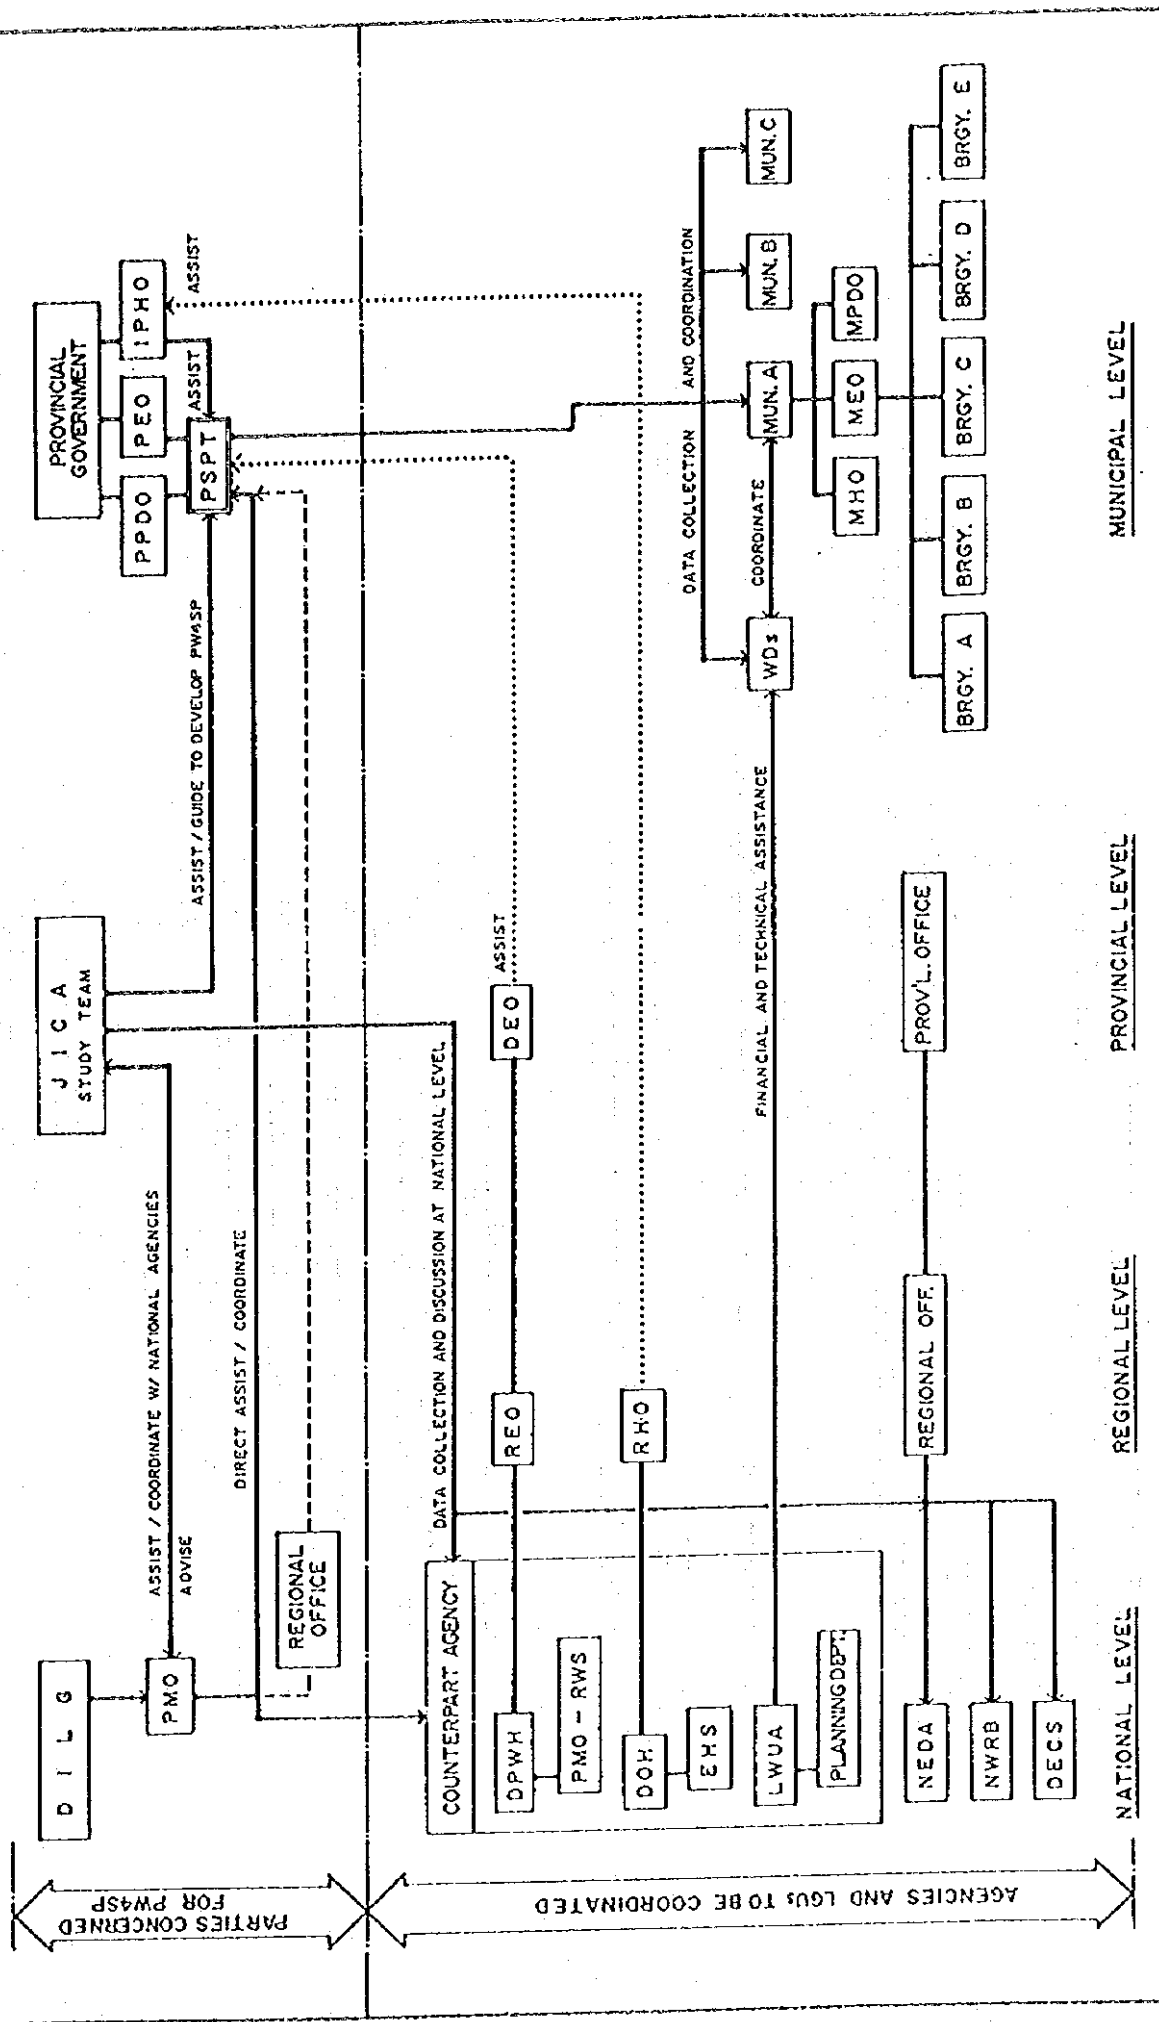 PARTIES CONCERNED
FOR PW4SP
AGENCIES AND LGUs TO BE COORDINATED
D I L G
PMO
ASSIST / COORDINATE W/ NATIONAL AGENCIES
ADVISE
J I C A
STUDY TEAM
ASSIST / GUIDE TO DEVELOP PW4SP
PROVINCIAL
GOVERNMENT
PPDO
PEO
IPHO
PSPT
ASSIST
ASSIST
DIRECT ASSIST / COORDINATE
REGIONAL
OFFICE
COUNTERPART AGENCY
DATA COLLECTION AND DISCUSSION AT NATIONAL LEVEL
DPWH
PMO - RWS
REO
DEO
ASSIST
DOH
EHS
RHO
LWUA
PLANNING DEPT.
FINANCIAL AND TECHNICAL ASSISTANCE
DATA COLLECTION AND COORDINATION
WDs
COORDINATE
MUN. A
MUN. B
MUN. C
MHO
MEO
MPDO
NEDA
REGIONAL OFF.
PROV'L. OFFICE
NWRB
DECS
BRGY. A
BRGY. B
BRGY. C
BRGY. D
BRGY. E
NATIONAL LEVEL
REGIONAL LEVEL
PROVINCIAL LEVEL
MUNICIPAL LEVEL